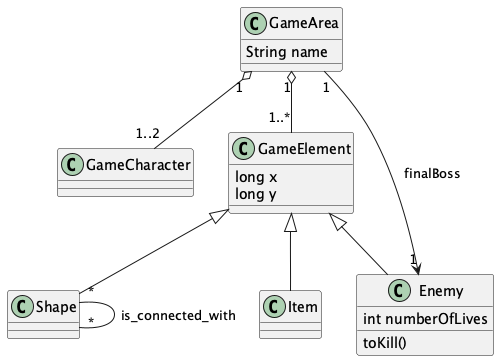 C GameArea
String name
1
1
1
1..2
1..*
C GameCharacter
C GameElement
long x
long y
finalBoss
1
*
*
is_connected_with
C Shape
C Item
C Enemy
int numberOfLives
toKill()